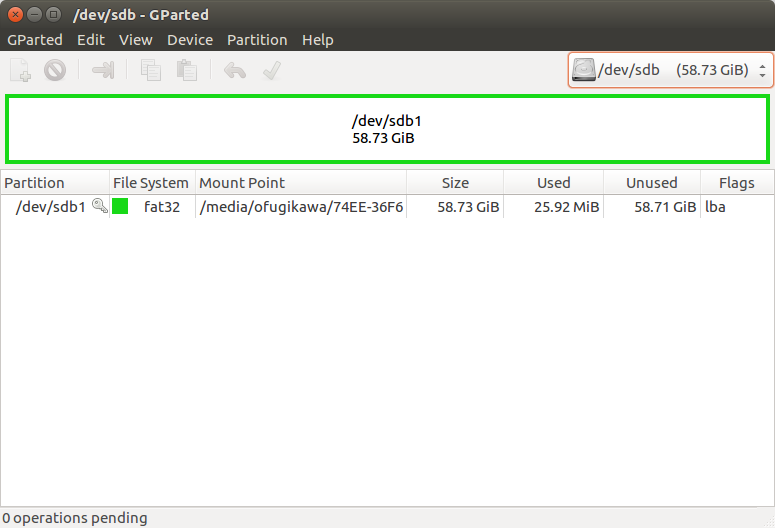 /dev/sdb - GParted
GParted Edit View Device Partition Help
/dev/sdb (58.73 GiB)
/dev/sdb1
58.73 GiB
Partition File System Mount Point Size Used Unused Flags
/dev/sdb1 fat32 /media/ofugikawa/74EE-36F6 58.73 GiB 25.92 MiB 58.71 GiB lba
0 operations pending